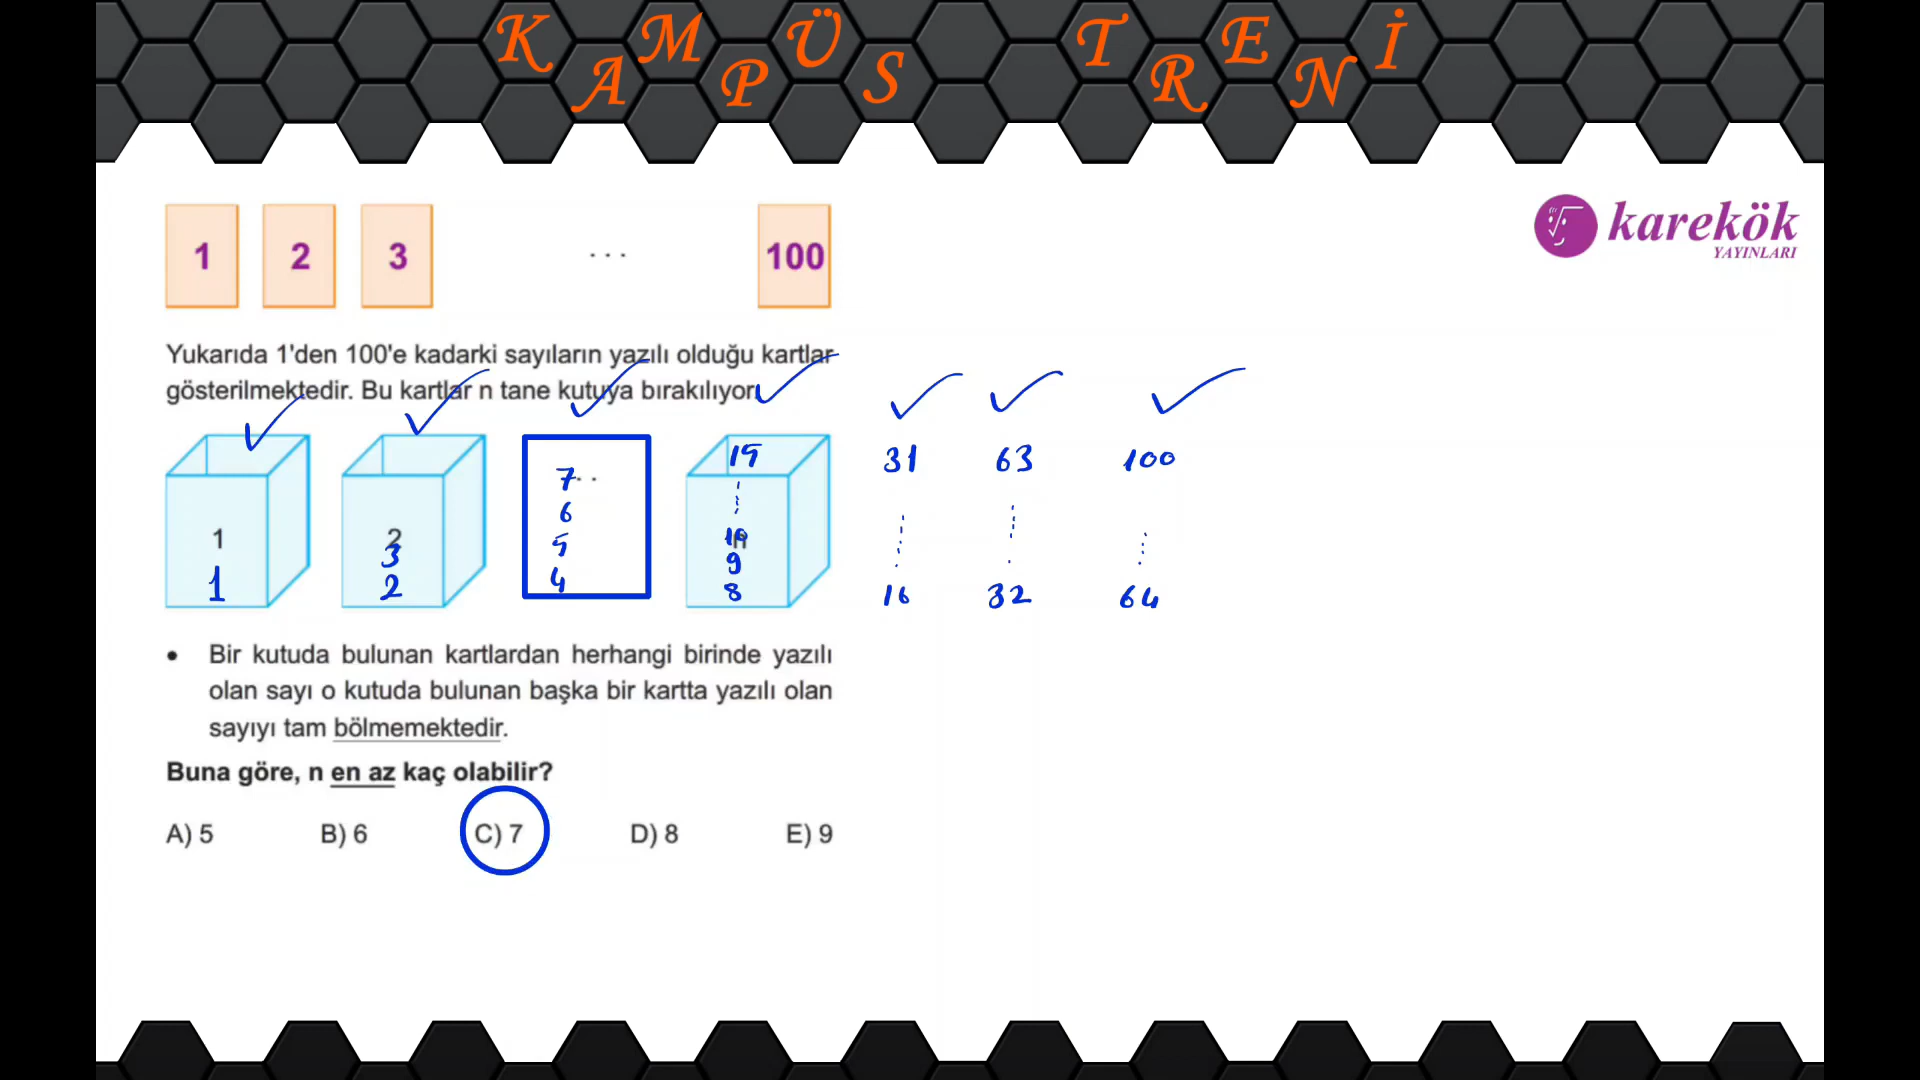 KAMPÜS TRENİ
karekök
YAYINLARI
1 2 3 ... 100
Yukarıda 1'den 100'e kadarki sayıların yazılı olduğu kartlar
gösterilmektedir. Bu kartlar n tane kutuya bırakılıyor.
15 31 63 100
7 ..
6
1 2 5 10 n
3 9
1 2 4 8 16 32 64
• Bir kutuda bulunan kartlardan herhangi birinde yazılı
olan sayı o kutuda bulunan başka bir kartta yazılı olan
sayıyı tam bölmemektedir.
Buna göre, n en az kaç olabilir?
A) 5 B) 6 C) 7 D) 8 E) 9